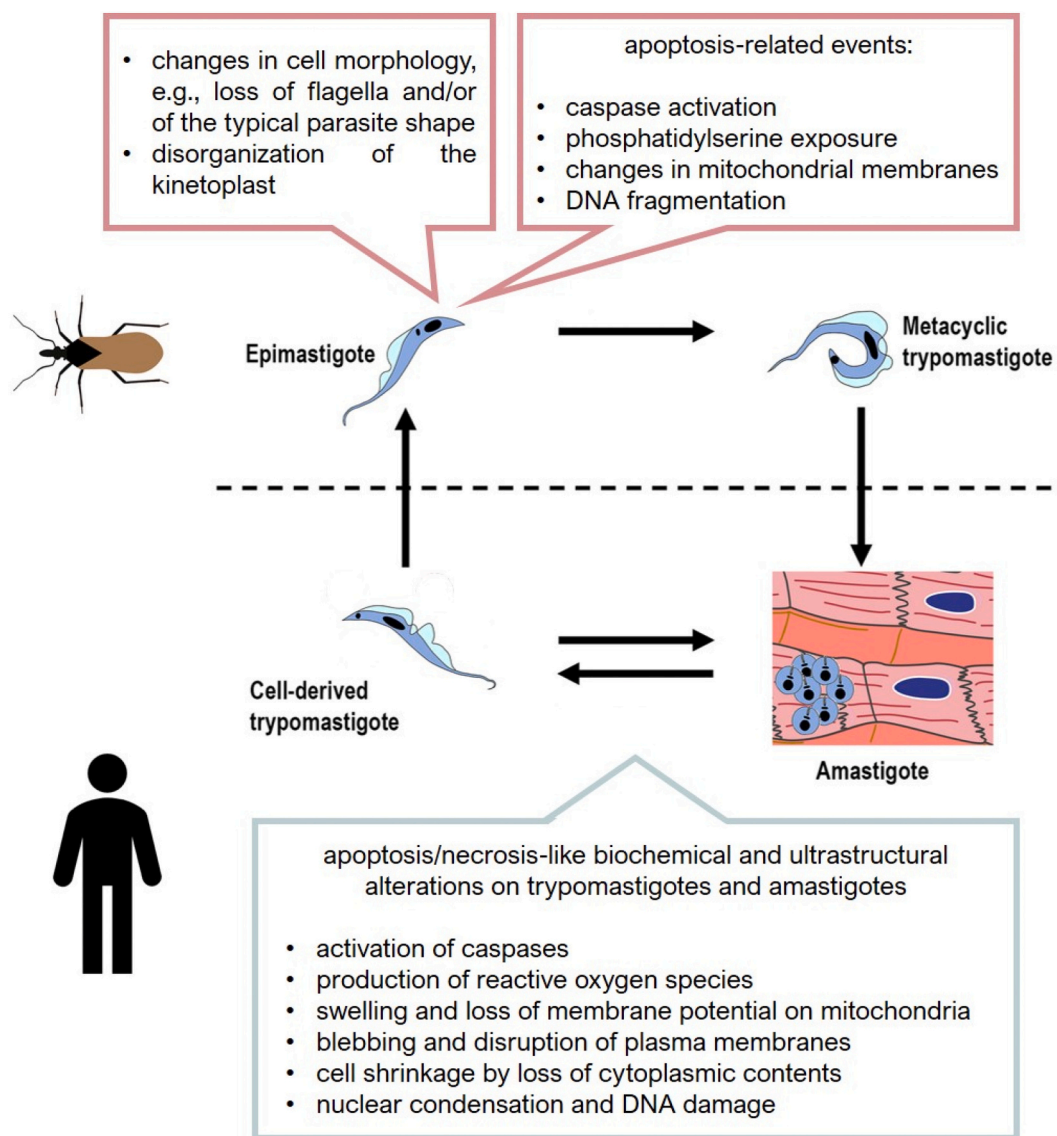 • changes in cell morphology,
e.g., loss of flagella and/or
of the typical parasite shape
• disorganization of the
kinetoplast
apoptosis-related events:
• caspase activation
• phosphatidylserine exposure
• changes in mitochondrial membranes
• DNA fragmentation
Epimastigote
Metacyclic
trypomastigote
Cell-derived
trypomastigote
Amastigote
apoptosis/necrosis-like biochemical and ultrastructural
alterations on trypomastigotes and amastigotes
• activation of caspases
• production of reactive oxygen species
• swelling and loss of membrane potential on mitochondria
• blebbing and disruption of plasma membranes
• cell shrinkage by loss of cytoplasmic contents
• nuclear condensation and DNA damage